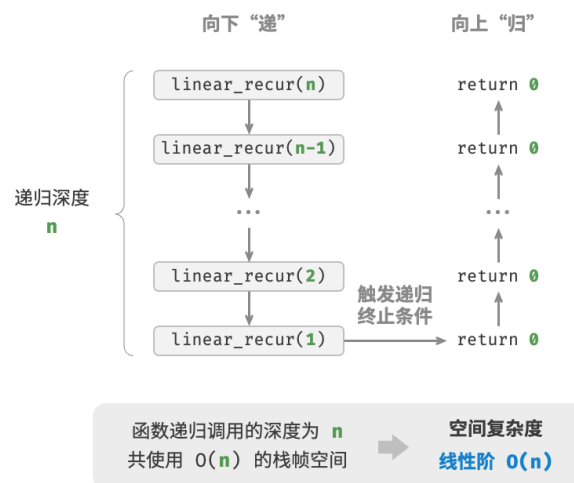 向下“递”
向上“归”
linear_recur(n)
return 0
linear_recur(n-1)
return 0
递归深度
n
...
...
linear_recur(2)
return 0
触发递归
终止条件
linear_recur(1)
return 0
函数递归调用的深度为 n
共使用 O(n) 的栈帧空间
空间复杂度
线性阶 O(n)